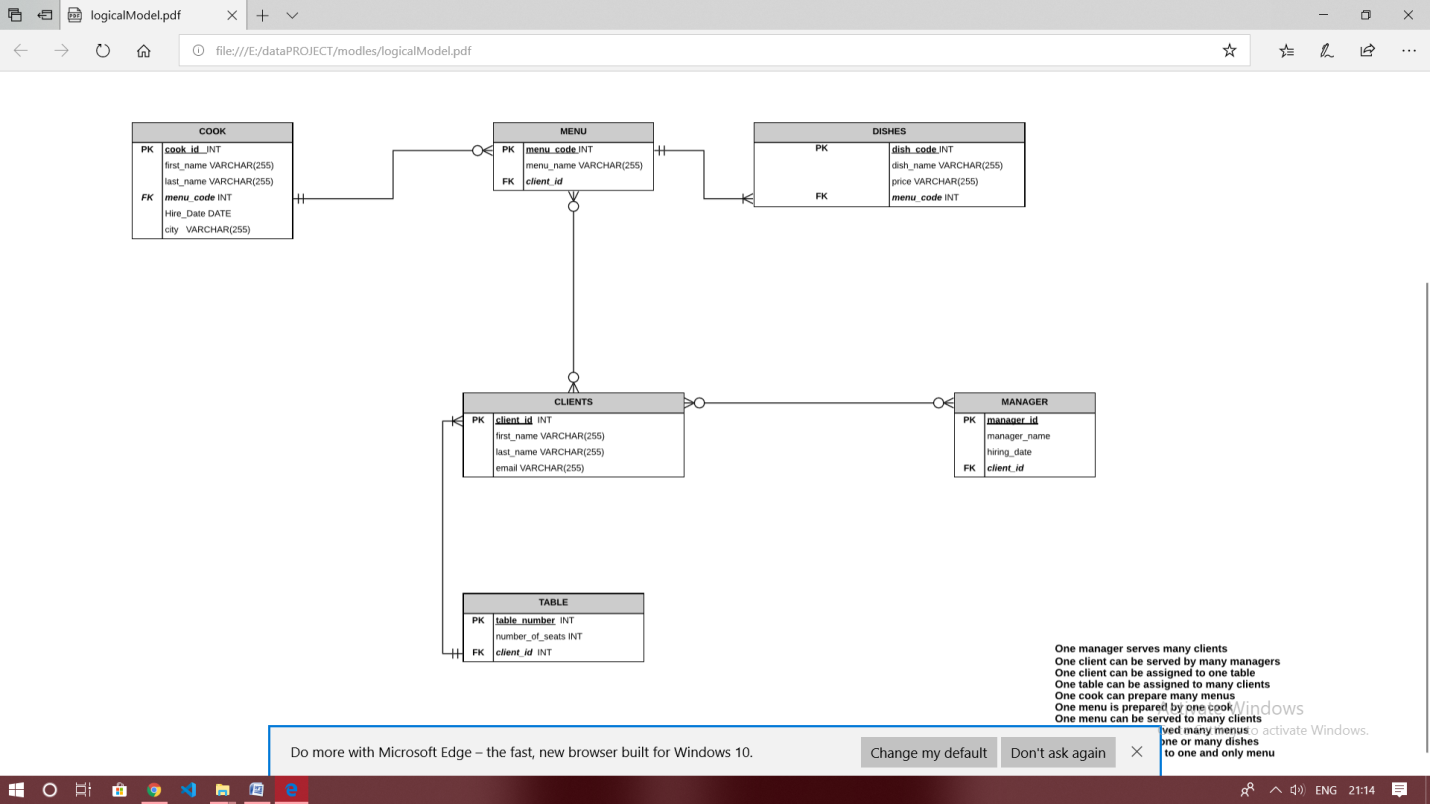 logicalModel.pdf
file:///E:/dataPROJECT/modles/logicalModel.pdf
COOK
PK cook_id INT
first_name VARCHAR(255)
last_name VARCHAR(255)
FK menu_code INT
Hire_Date DATE
city VARCHAR(255)
MENU
PK menu_code INT
menu_name VARCHAR(255)
FK client_id
DISHES
PK dish_code INT
dish_name VARCHAR(255)
price VARCHAR(255)
FK menu_code INT
CLIENTS
PK client_id INT
first_name VARCHAR(255)
last_name VARCHAR(255)
email VARCHAR(255)
MANAGER
PK manager_id
manager_name
hiring_date
FK client_id
TABLE
PK table_number INT
number_of_seats INT
FK client_id INT
One manager serves many clients
One client can be served by many managers
One client can be assigned to one table
One table can be assigned to many clients
One cook can prepare many menus
One menu is prepared by one cook
One menu can be served to many clients
many menus
one or many dishes
to one and only menu
Activate Windows
to activate Windows.
Do more with Microsoft Edge – the fast, new browser built for Windows 10.
Change my default
Don't ask again
ENG
21:14